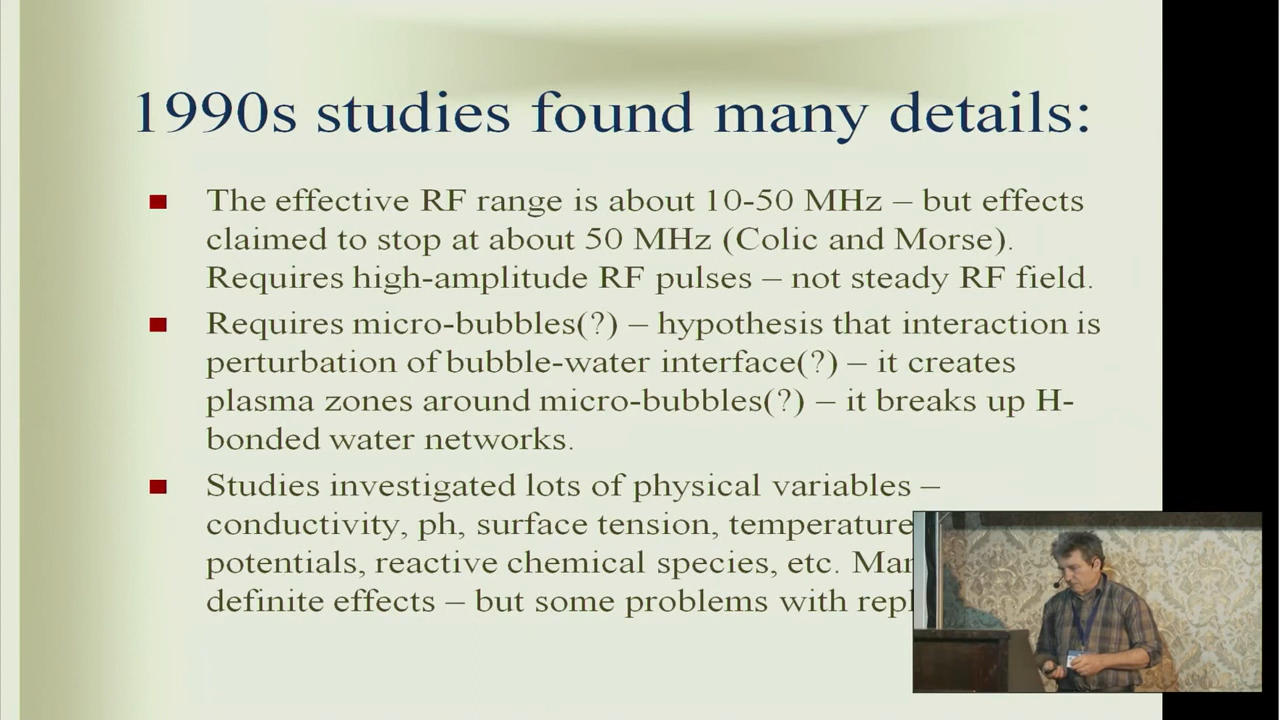 1990s studies found many details:
The effective RF range is about 10-50 MHz – but effects
claimed to stop at about 50 MHz (Colic and Morse).
Requires high-amplitude RF pulses – not steady RF field.
Requires micro-bubbles(?) – hypothesis that interaction is
perturbation of bubble-water interface(?) – it creates
plasma zones around micro-bubbles(?) – it breaks up H-
bonded water networks.
Studies investigated lots of physical variables –
conductivity, ph, surface tension, temperature
potentials, reactive chemical species, etc.
definite effects – but some problems with